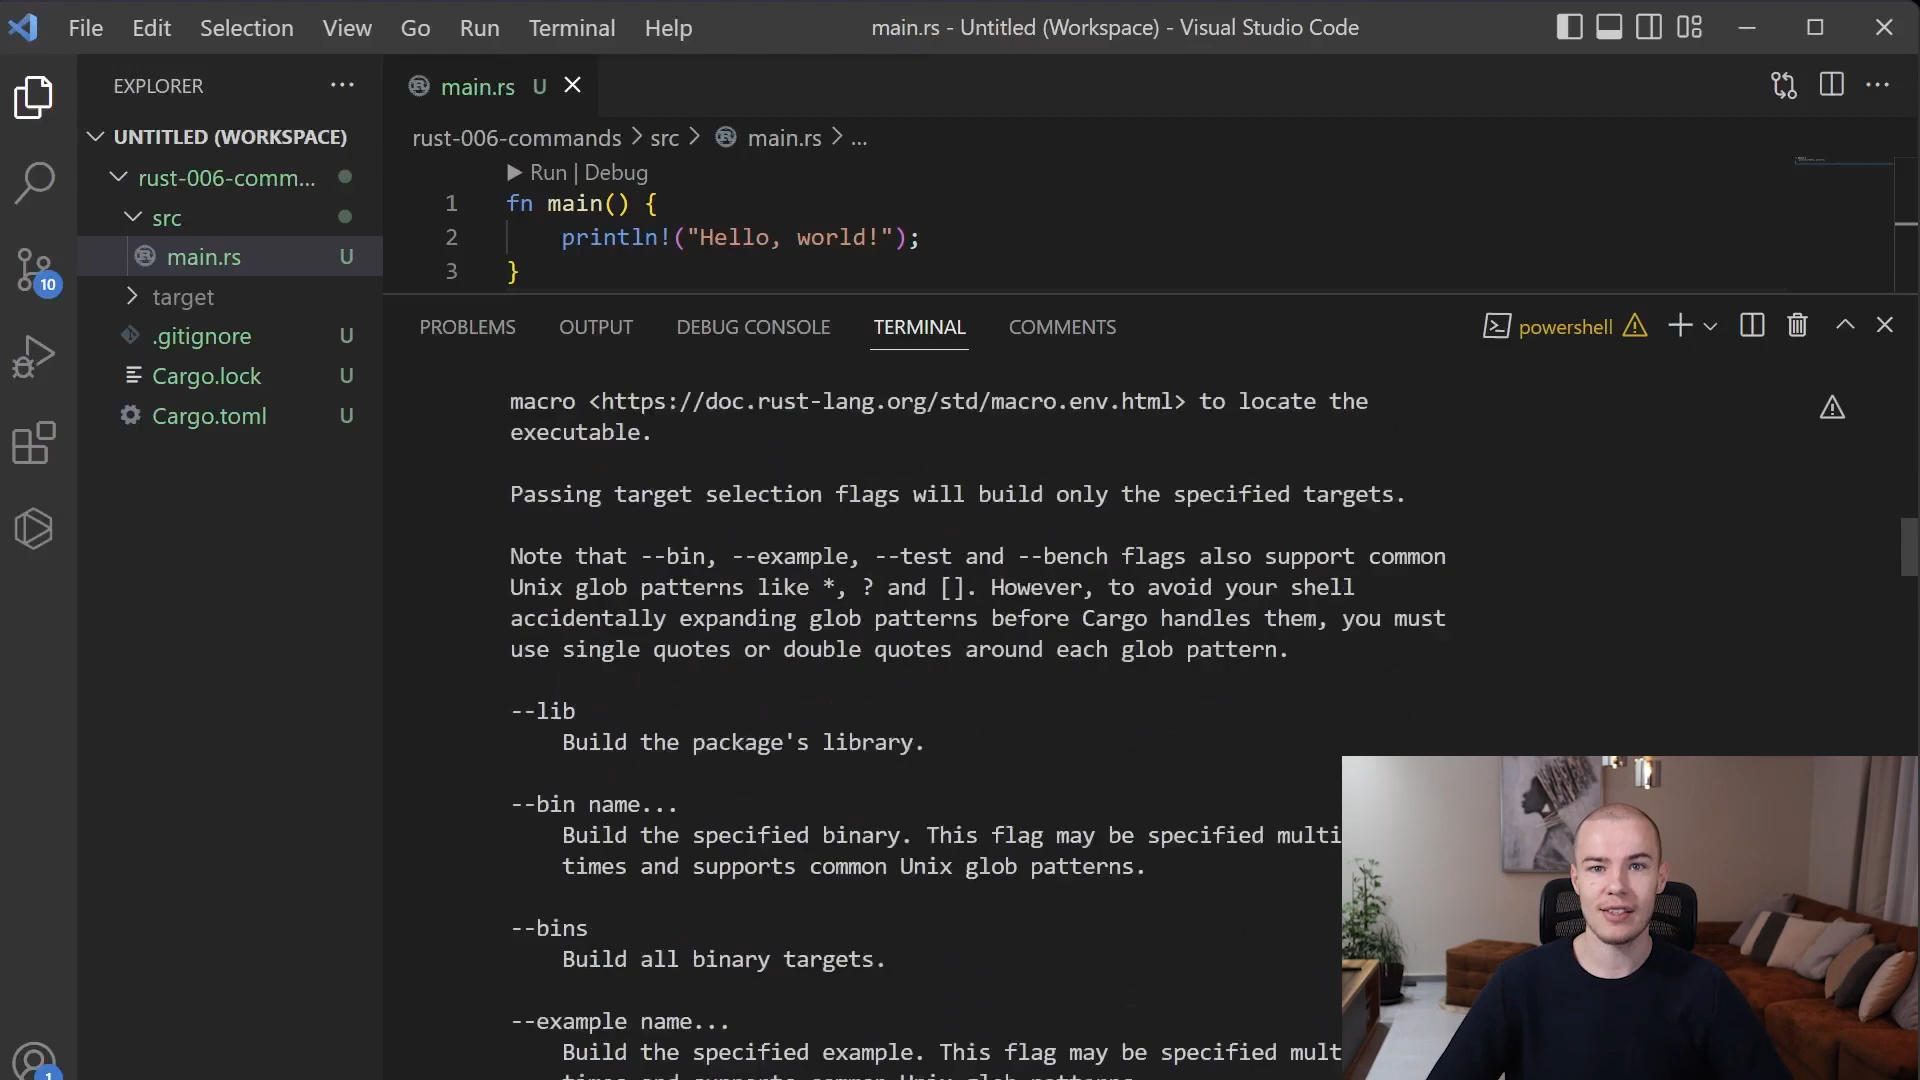 File Edit Selection View Go Run Terminal Help
main.rs - Untitled (Workspace) - Visual Studio Code
EXPLORER
UNTITLED (WORKSPACE)
rust-006-comm...
src
main.rs U
target
.gitignore U
Cargo.lock U
Cargo.toml U
10
1
main.rs U
rust-006-commands > src > main.rs > ...
Run | Debug
1 fn main() {
2 println!("Hello, world!");
3 }
PROBLEMS OUTPUT DEBUG CONSOLE TERMINAL COMMENTS
powershell
macro <https://doc.rust-lang.org/std/macro.env.html> to locate the
executable.
Passing target selection flags will build only the specified targets.
Note that --bin, --example, --test and --bench flags also support common
Unix glob patterns like *, ? and []. However, to avoid your shell
accidentally expanding glob patterns before Cargo handles them, you must
use single quotes or double quotes around each glob pattern.
--lib
Build the package's library.
--bin name...
Build the specified binary. This flag may be specified multi
times and supports common Unix glob patterns.
--bins
Build all binary targets.
--example name...
Build the specified example. This flag may be specified mult